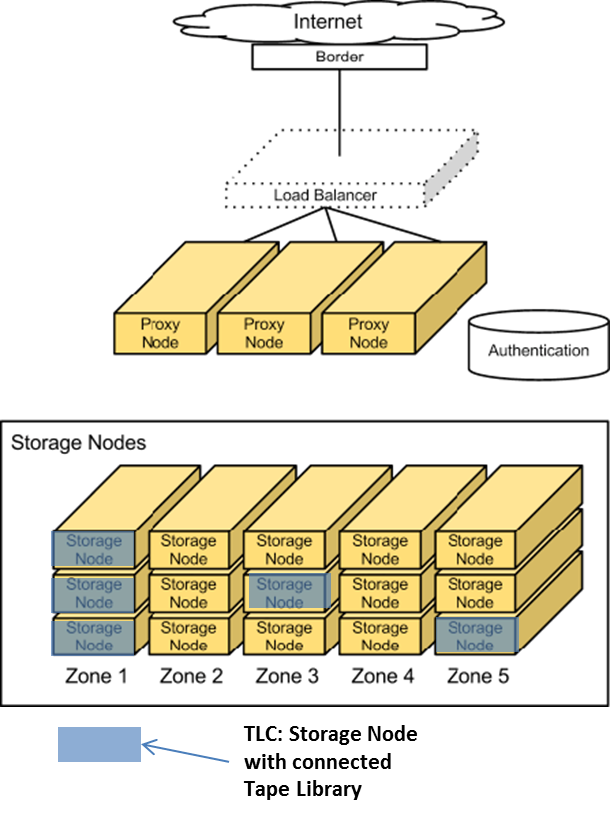 Internet
Border
Load Balancer
Proxy
Node
Proxy
Node
Proxy
Node
Authentication
Storage Nodes
Storage
Node
Storage
Node
Storage
Node
Storage
Node
Storage
Node
Storage
Node
Storage
Node
Storage
Node
Storage
Node
Storage
Node
Storage
Node
Storage
Node
Storage
Node
Storage
Node
Storage
Node
Zone 1
Zone 2
Zone 3
Zone 4
Zone 5
TLC: Storage Node
with connected
Tape Library